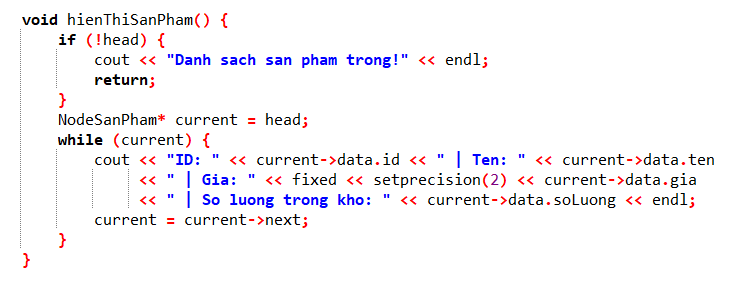 void hienThiSanPham() {
    if (!head) {
        cout << "Danh sach san pham trong!" << endl;
        return;
    }
    NodeSanPham* current = head;
    while (current) {
        cout << "ID: " << current->data.id << " | Ten: " << current->data.ten
             << " | Gia: " << fixed << setprecision(2) << current->data.gia
             << " | So luong trong kho: " << current->data.soLuong << endl;
        current = current->next;
    }
}